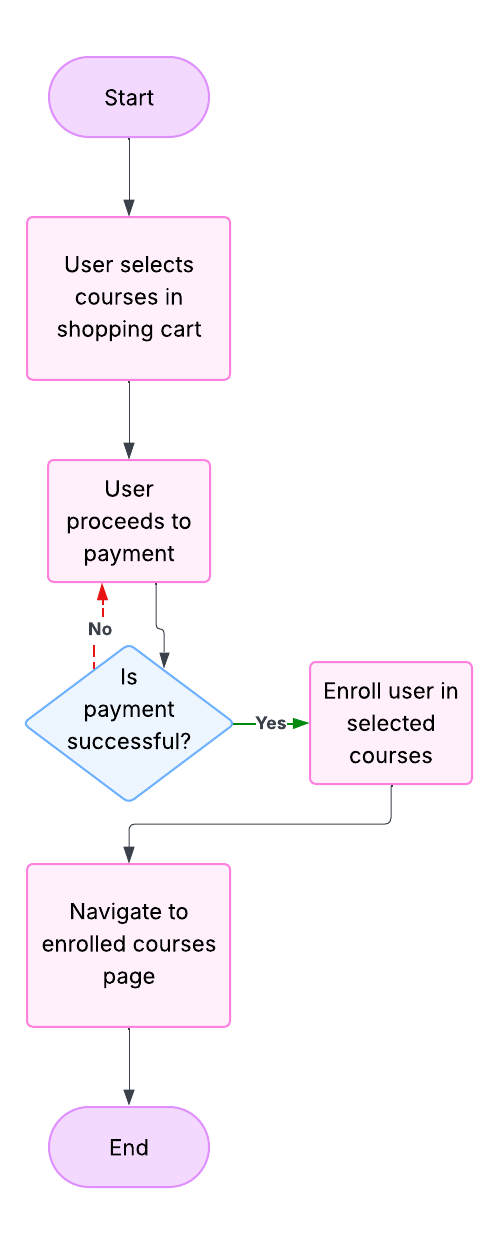 Start
User selects
courses in
shopping cart
User
proceeds to
payment
No
Is
payment
successful?
Yes
Enroll user in
selected
courses
Navigate to
enrolled courses
page
End